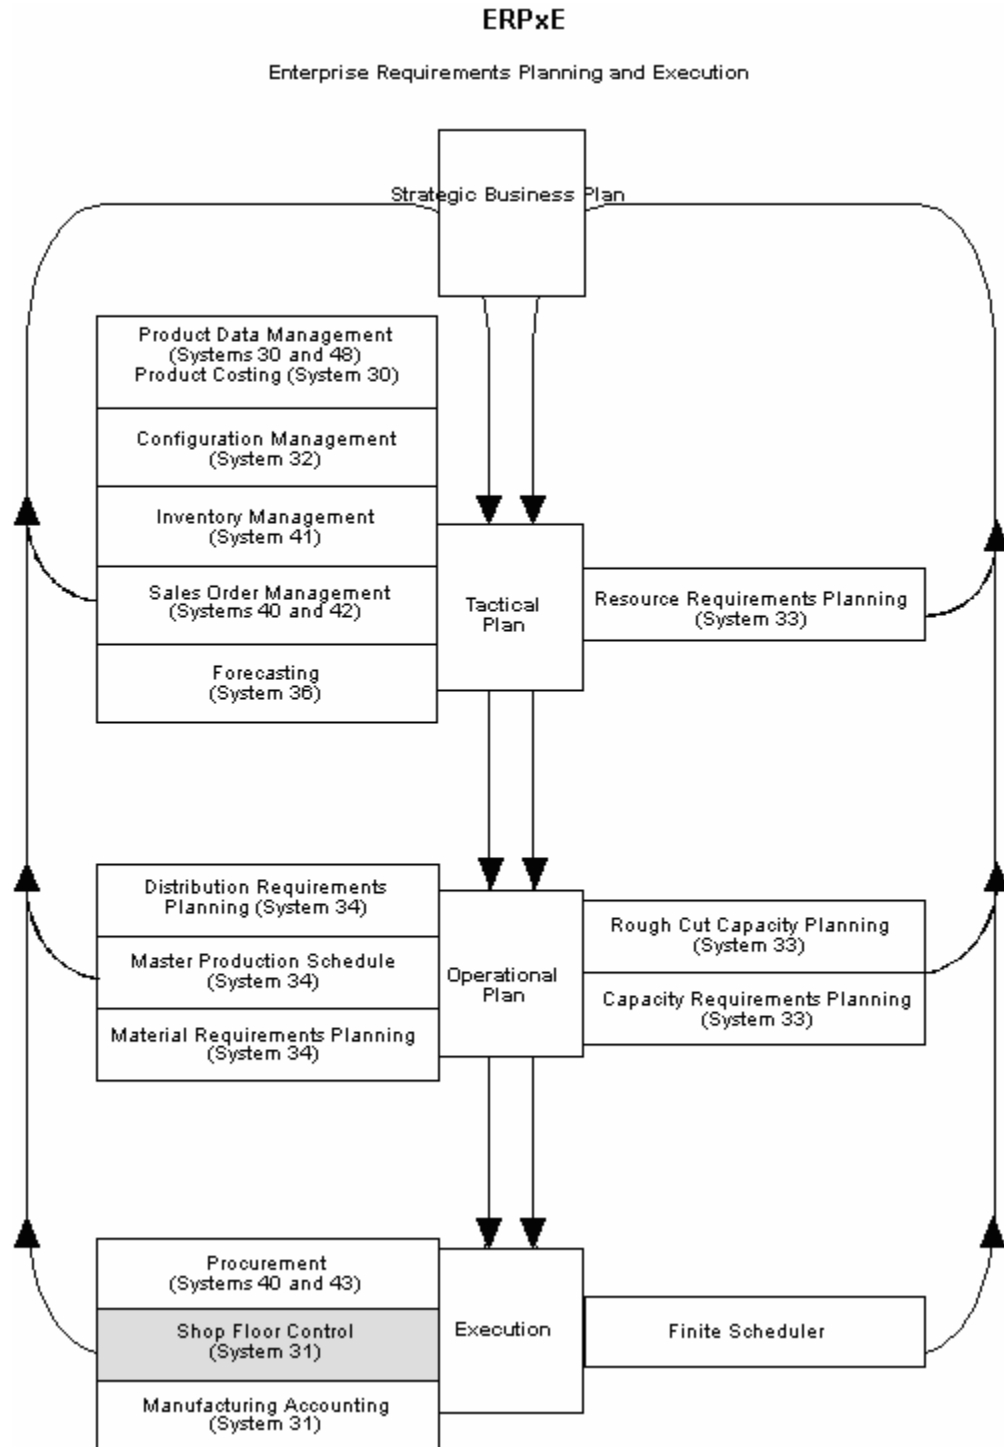 ERPxE
Enterprise Requirements Planning and Execution
Strategic Business Plan
Product Data Management
(Systems 30 and 48)
Product Costing (System 30)
Configuration Management
(System 32)
Inventory Management
(System 41)
Sales Order Management
(Systems 40 and 42)
Forecasting
(System 36)
Tactical
Plan
Resource Requirements Planning
(System 33)
Distribution Requirements
Planning (System 34)
Master Production Schedule
(System 34)
Material Requirements Planning
(System 34)
Operational
Plan
Rough Cut Capacity Planning
(System 33)
Capacity Requirements Planning
(System 33)
Procurement
(Systems 40 and 43)
Shop Floor Control
(System 31)
Manufacturing Accounting
(System 31)
Execution
Finite Scheduler